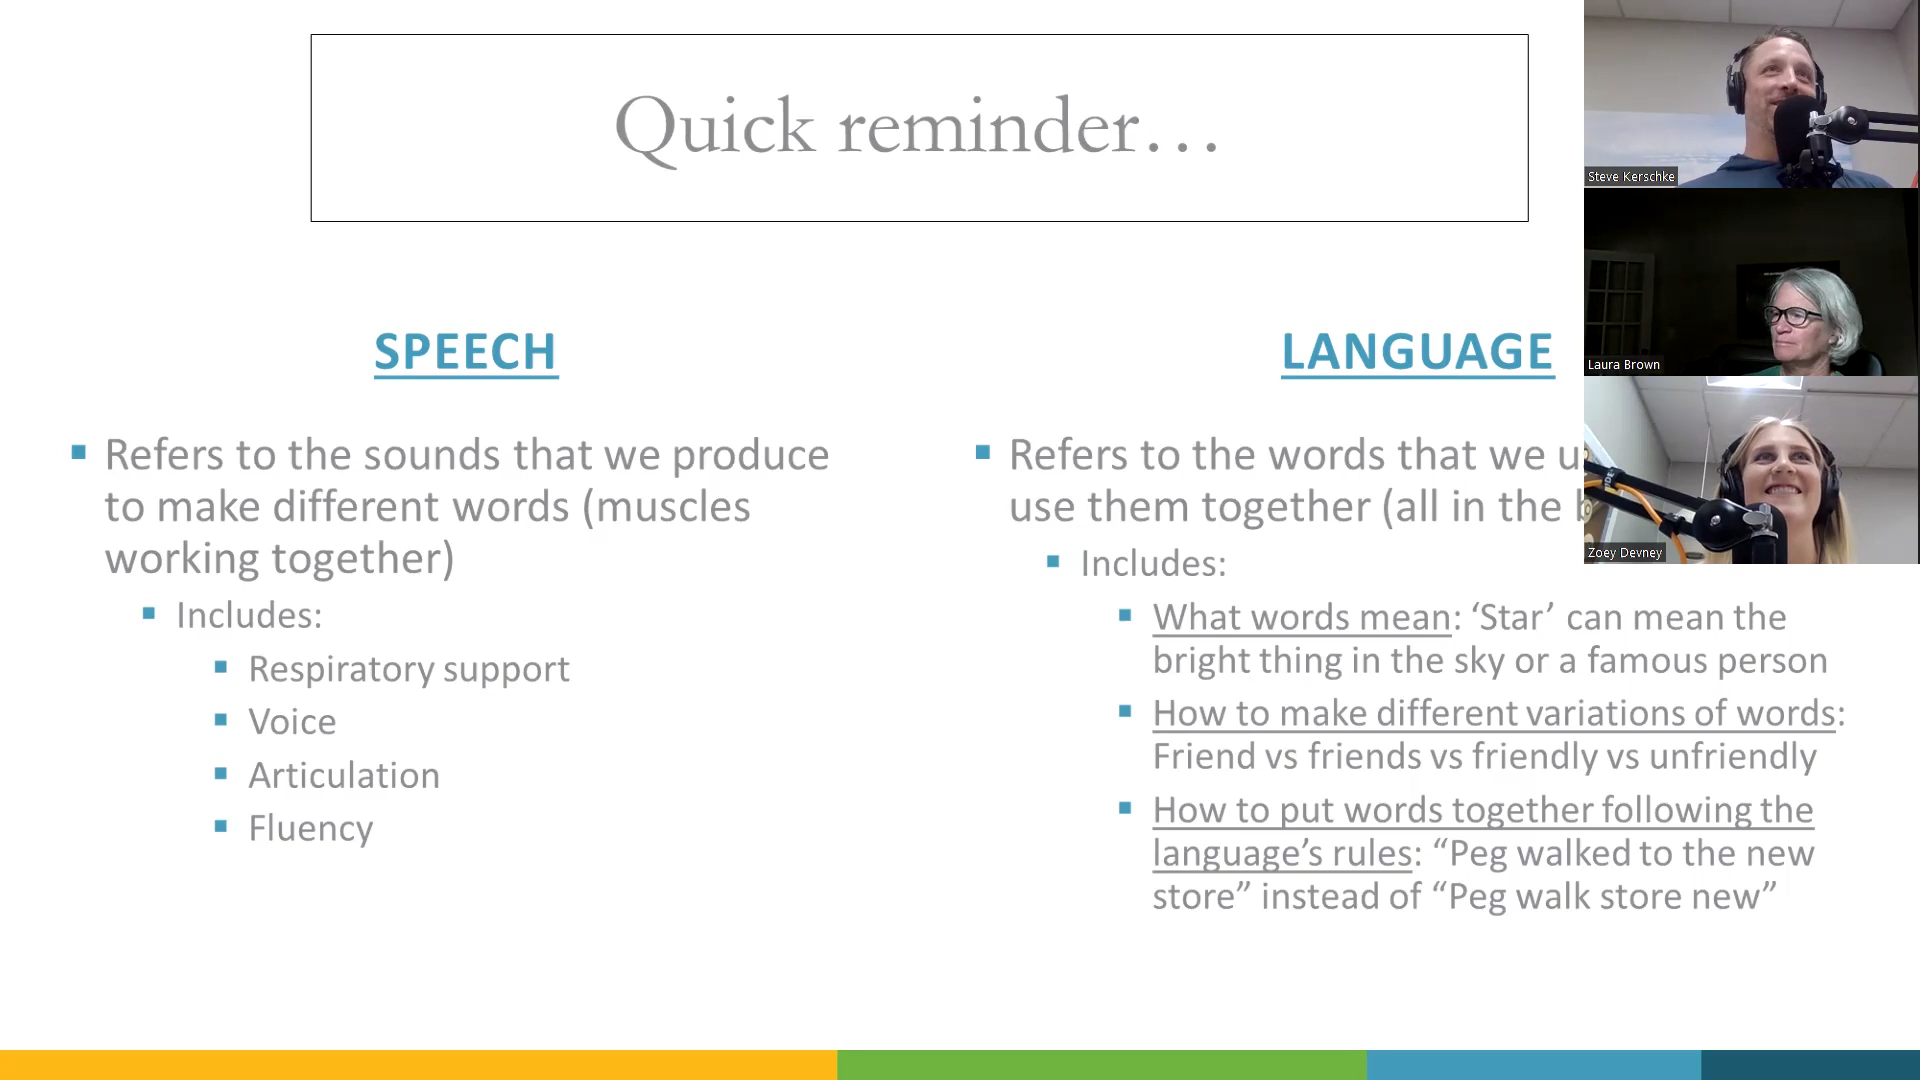 Quick reminder…
SPEECH
Refers to the sounds that we produce
to make different words (muscles
working together)
Includes:
Respiratory support
Voice
Articulation
Fluency
LANGUAGE
Refers to the words that we
use them together (all in the
Includes:
What words mean: ‘Star’ can mean the
bright thing in the sky or a famous person
How to make different variations of words:
Friend vs friends vs friendly vs unfriendly
How to put words together following the
language’s rules: “Peg walked to the new
store” instead of “Peg walk store new”
Steve Kerschke
Laura Brown
Zoey Devney